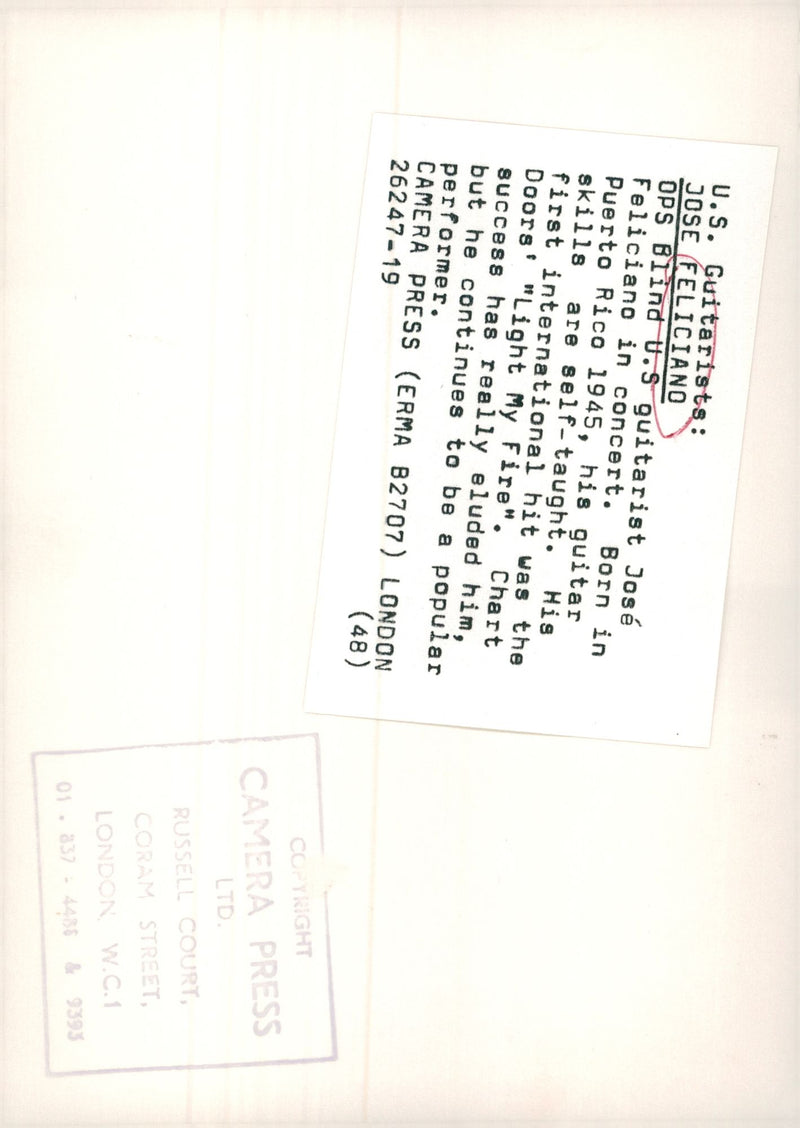 U.S. Guitarists:
JOSE FELICIANO
OPS Blind U.S guitarist José
Feliciano in concert. Born in
Puerto Rico 1945, his guitar
skills are self-taught. His
first international hit was the
Doors' "Light My Fire". Chart
success has really eluded him,
but he continues to be a popular
performer.
CAMERA PRESS (ERMA B2707) LONDON
26247-19 (48)
COPYRIGHT
CAMERA PRESS
LTD.
RUSSELL COURT,
CORAM STREET,
LONDON. W.C.1
01 - 837 - 4488 & 9393